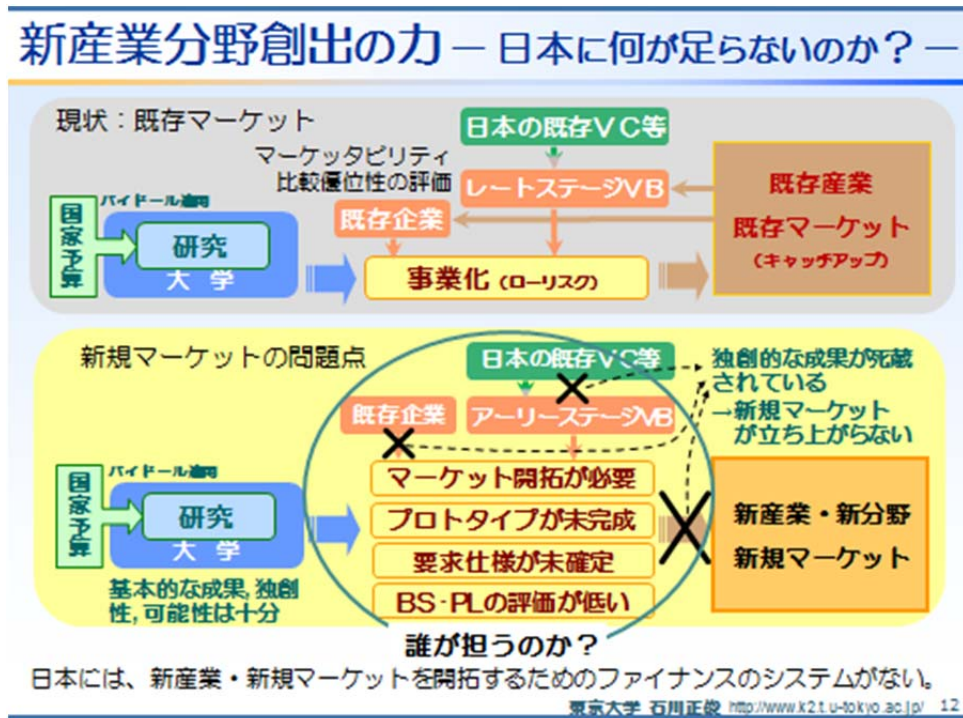 新産業分野創出の力 － 日本に何が足らないのか？－
現状：既存マーケット
日本の既存VC等
マーケッタビリティ
比較優位性の評価
レートステージVB
既存産業
既存マーケット
(キャッチアップ)
バイドール適用
既存企業
国家予算
研究
大 学
事業化 (ローリスク)
新規マーケットの問題点
日本の既存VC等
独創的な成果が死蔵
されている
→新規マーケット
が立ち上がらない
既存企業
アーリーステージVB
バイドール適用
国家予算
研究
大 学
マーケット開拓が必要
プロトタイプが未完成
要求仕様が未確定
BS・PLの評価が低い
新産業・新分野
新規マーケット
基本的な成果,独創
性,可能性は十分
誰が担うのか？
日本には、新産業・新規マーケットを開拓するためのファイナンスのシステムがない。
東京大学 石川正俊 http://www.k2.t.u-tokyo.ac.jp/ 12